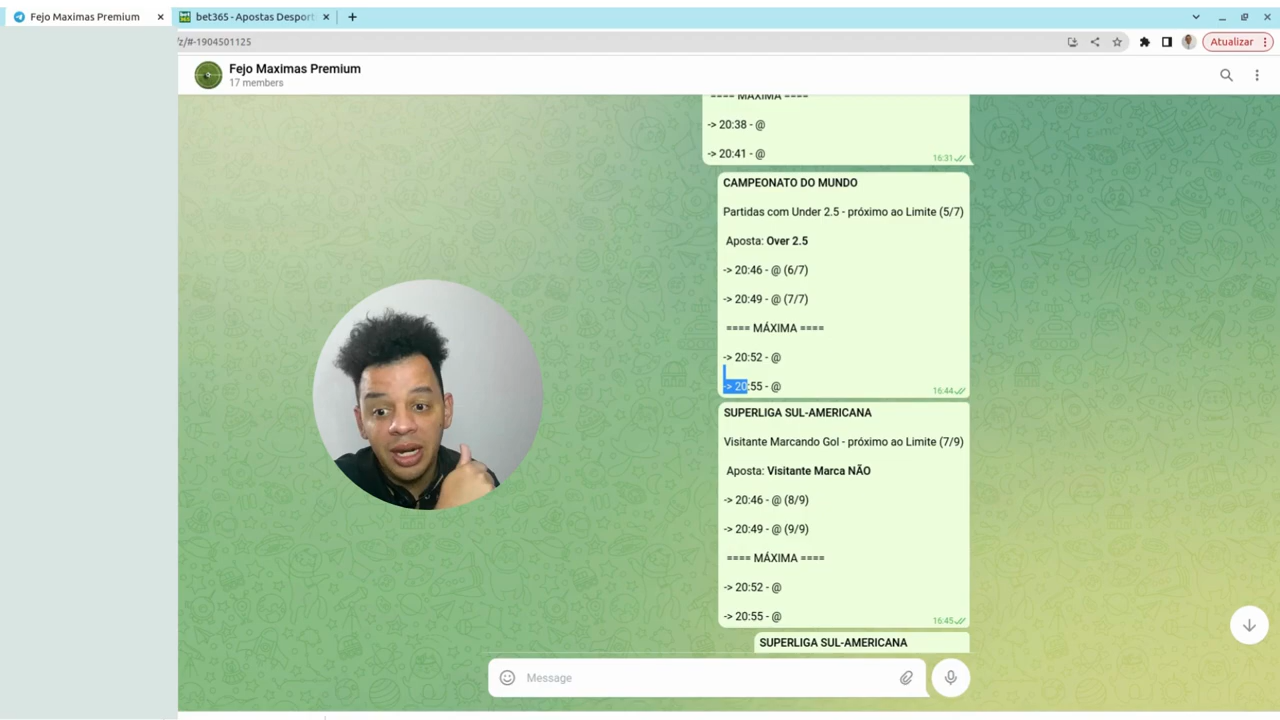 Fejo Maximas Premium
bet365 - Apostas Desport
z/#-1904501125
Atualizar
Fejo Maximas Premium
17 members
==== MÁXIMA ====
-> 20:38 - @
-> 20:41 - @
16:31
CAMPEONATO DO MUNDO
Partidas com Under 2.5 - próximo ao Limite (5/7)
Aposta: Over 2.5
-> 20:46 - @ (6/7)
-> 20:49 - @ (7/7)
==== MÁXIMA ====
-> 20:52 - @
-> 20:55 - @
16:44
SUPERLIGA SUL-AMERICANA
Visitante Marcando Gol - próximo ao Limite (7/9)
Aposta: Visitante Marca NÃO
-> 20:46 - @ (8/9)
-> 20:49 - @ (9/9)
==== MÁXIMA ====
-> 20:52 - @
-> 20:55 - @
16:45
SUPERLIGA SUL-AMERICANA
Message